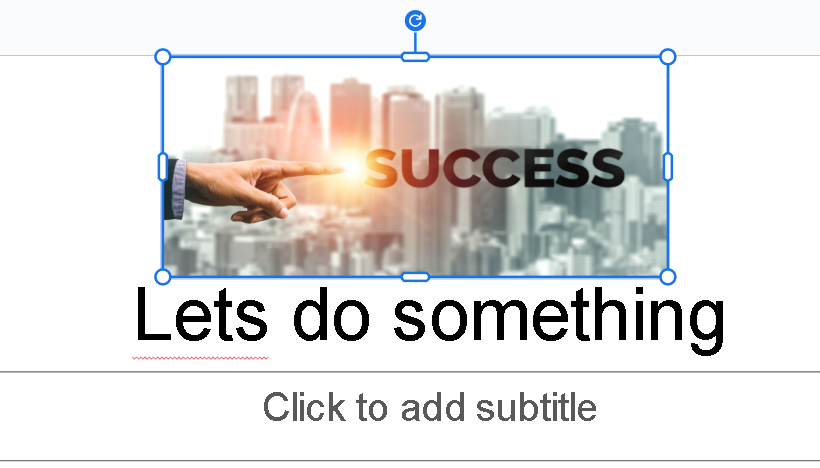 SUCCESS
Lets do something
Click to add subtitle